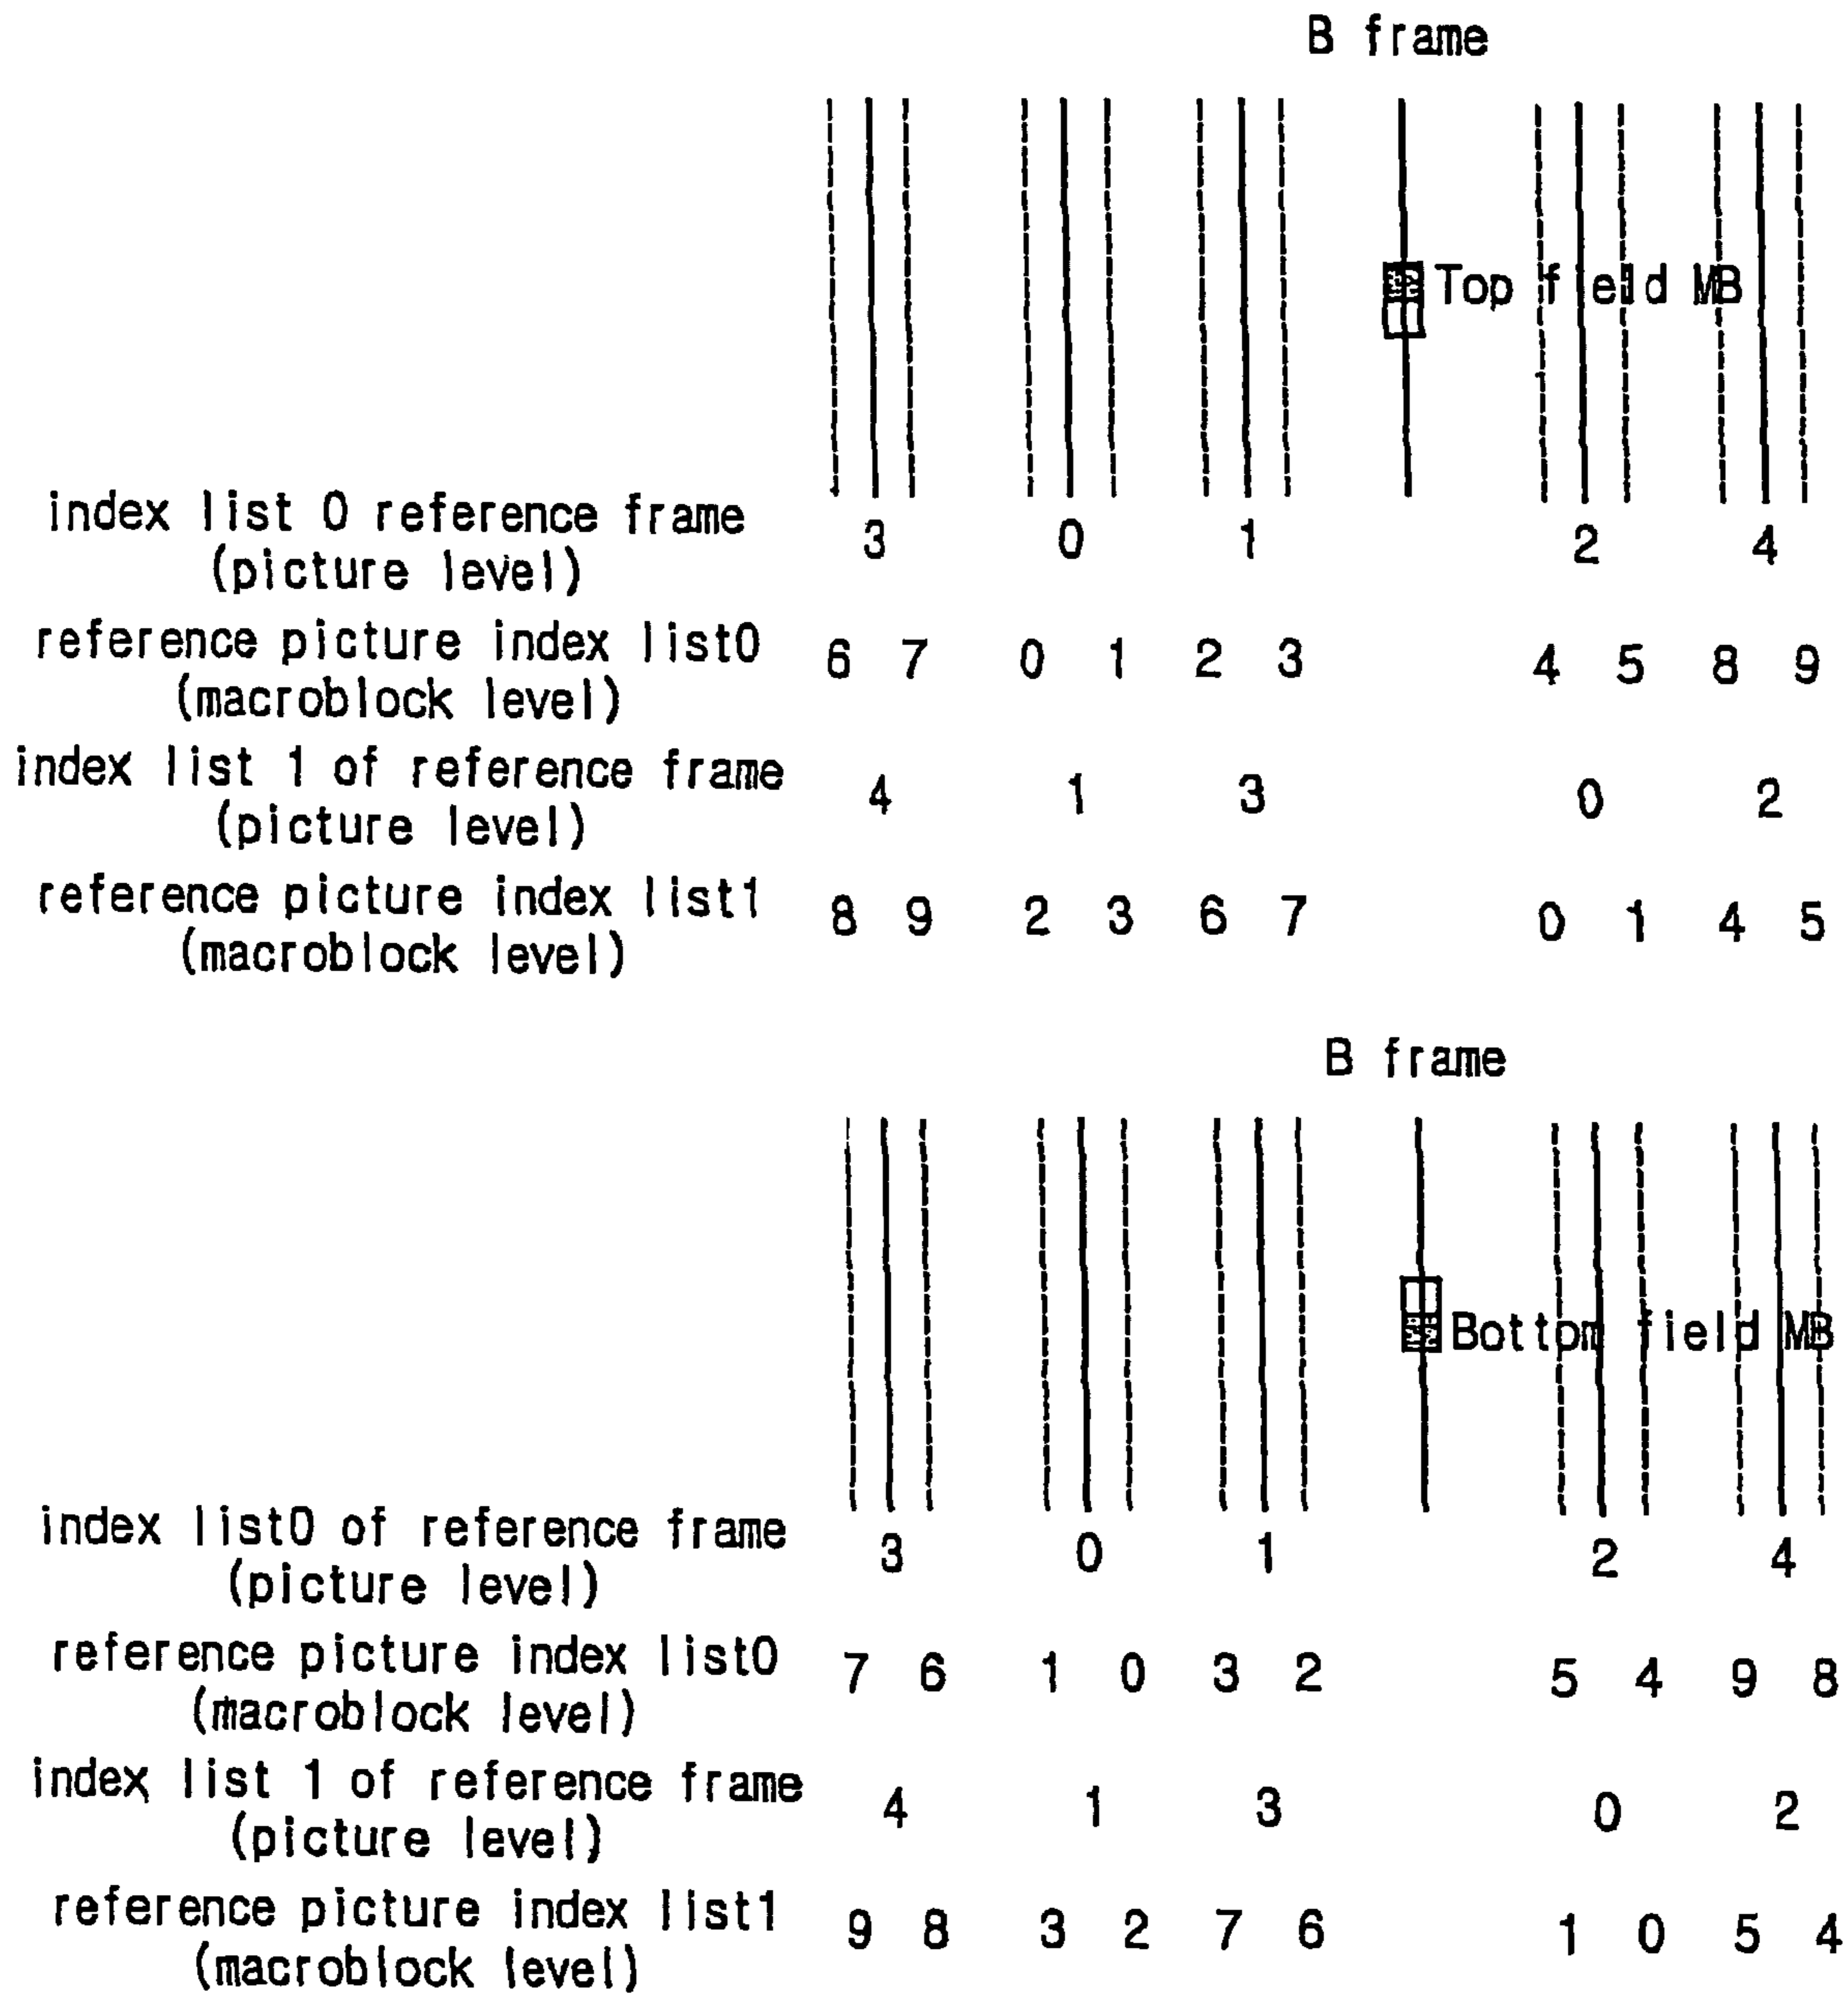 B frame
Top field MB
index list 0 reference frame
3 0 1 2 4
(picture level)
reference picture index list0
6 7 0 1 2 3 4 5 8 9
(macroblock level)
index list 1 of reference frame
4 1 3 0 2
(picture level)
reference picture index list1
8 9 2 3 6 7 0 1 4 5
(macroblock level)
B frame
Bottom field MB
index list0 of reference frame
3 0 1 2 4
(picture level)
reference picture index list0
7 6 1 0 3 2 5 4 9 8
(macroblock level)
index list 1 of reference frame
4 1 3 0 2
(picture level)
reference picture index list1
9 8 3 2 7 6 1 0 5 4
(macroblock level)